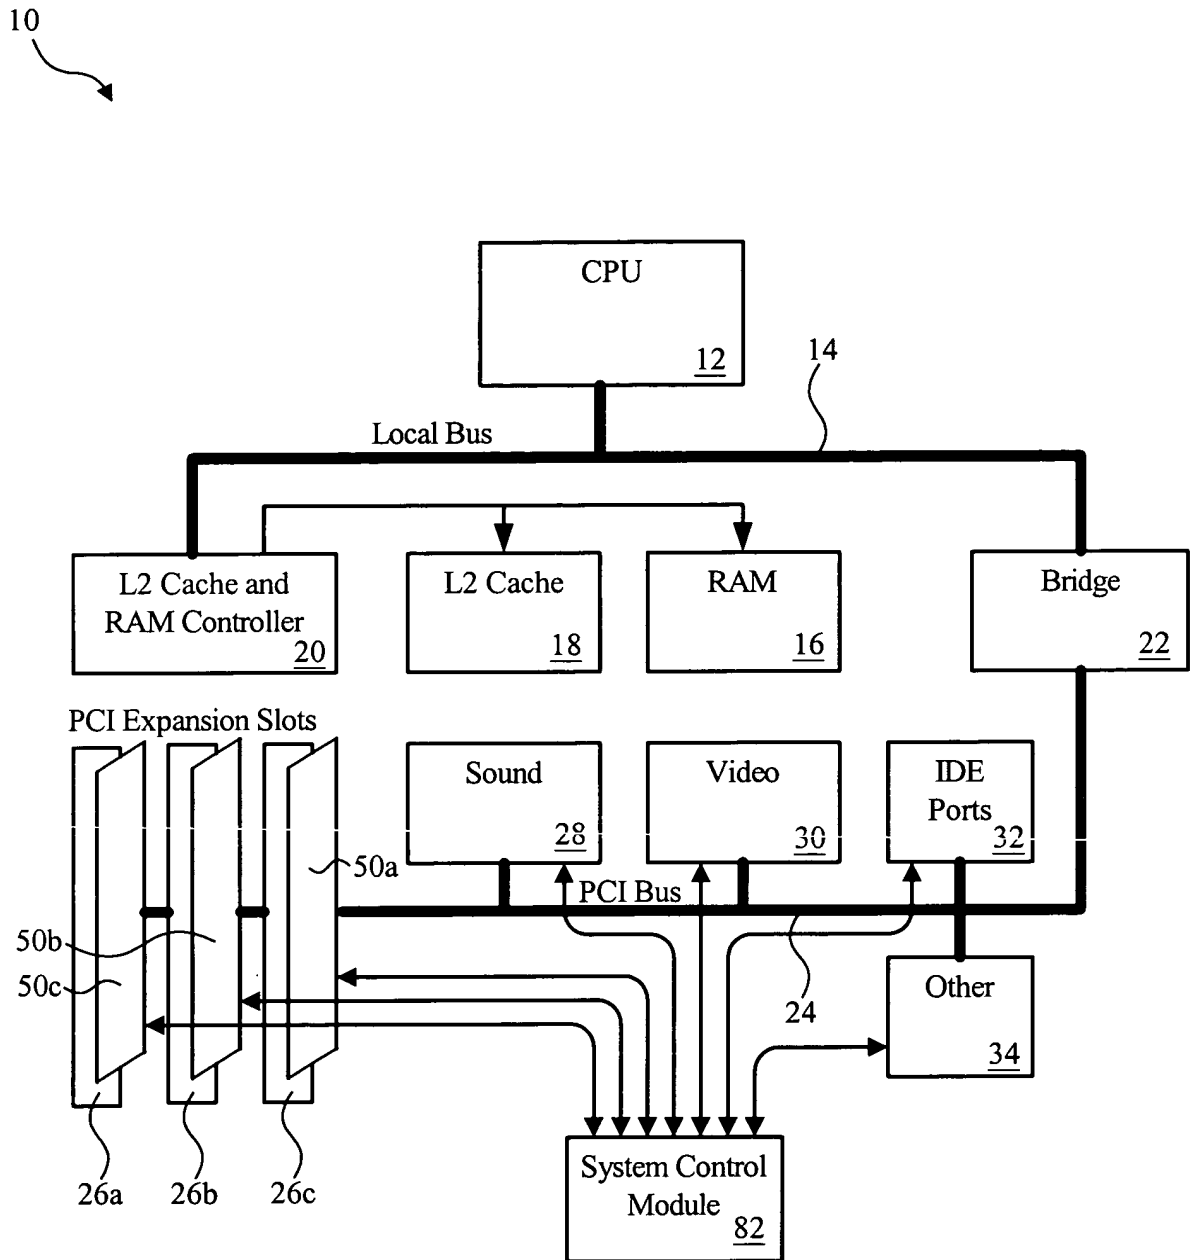 10
CPU
12
14
Local Bus
L2 Cache and
RAM Controller
20
L2 Cache
18
RAM
16
Bridge
22
PCI Expansion Slots
Sound
28
Video
30
IDE
Ports
32
50a
PCI Bus
50b
50c
24
Other
34
26a
26b
26c
System Control
Module
82